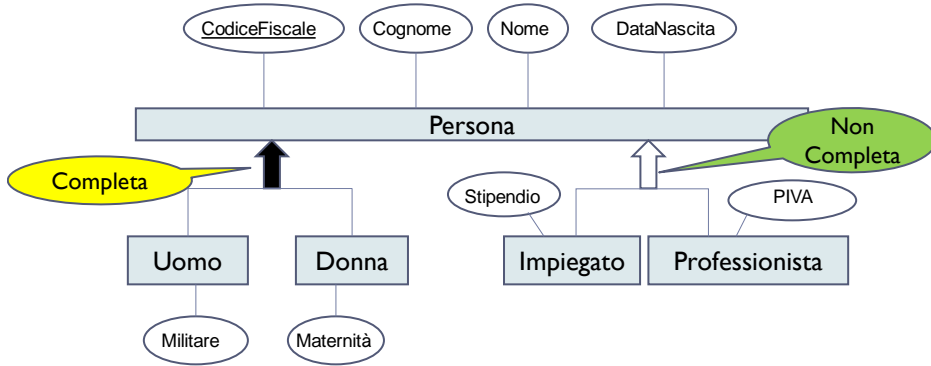 CodiceFiscale
Cognome
Nome
DataNascita
Persona
Non
Completa
Completa
Stipendio
PIVA
Uomo
Donna
Impiegato
Professionista
Militare
Maternità